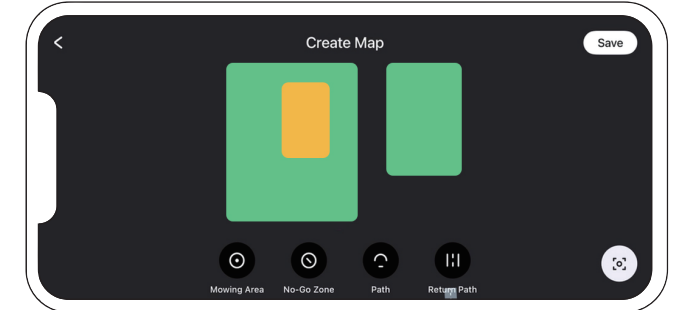 Create Map
Save
Mowing Area
No-Go Zone
Path
Return Path